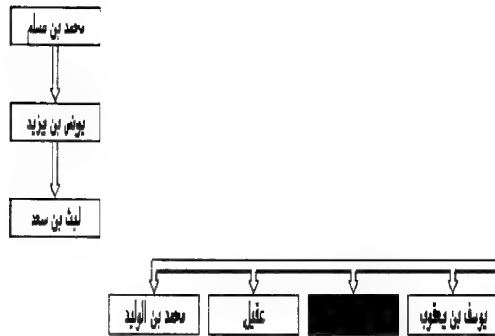 محمد بن مسلم
يونس بن يزيد
ليث بن سعد
يوسف بن يعقوب
عقيل
محمد بن الوليد